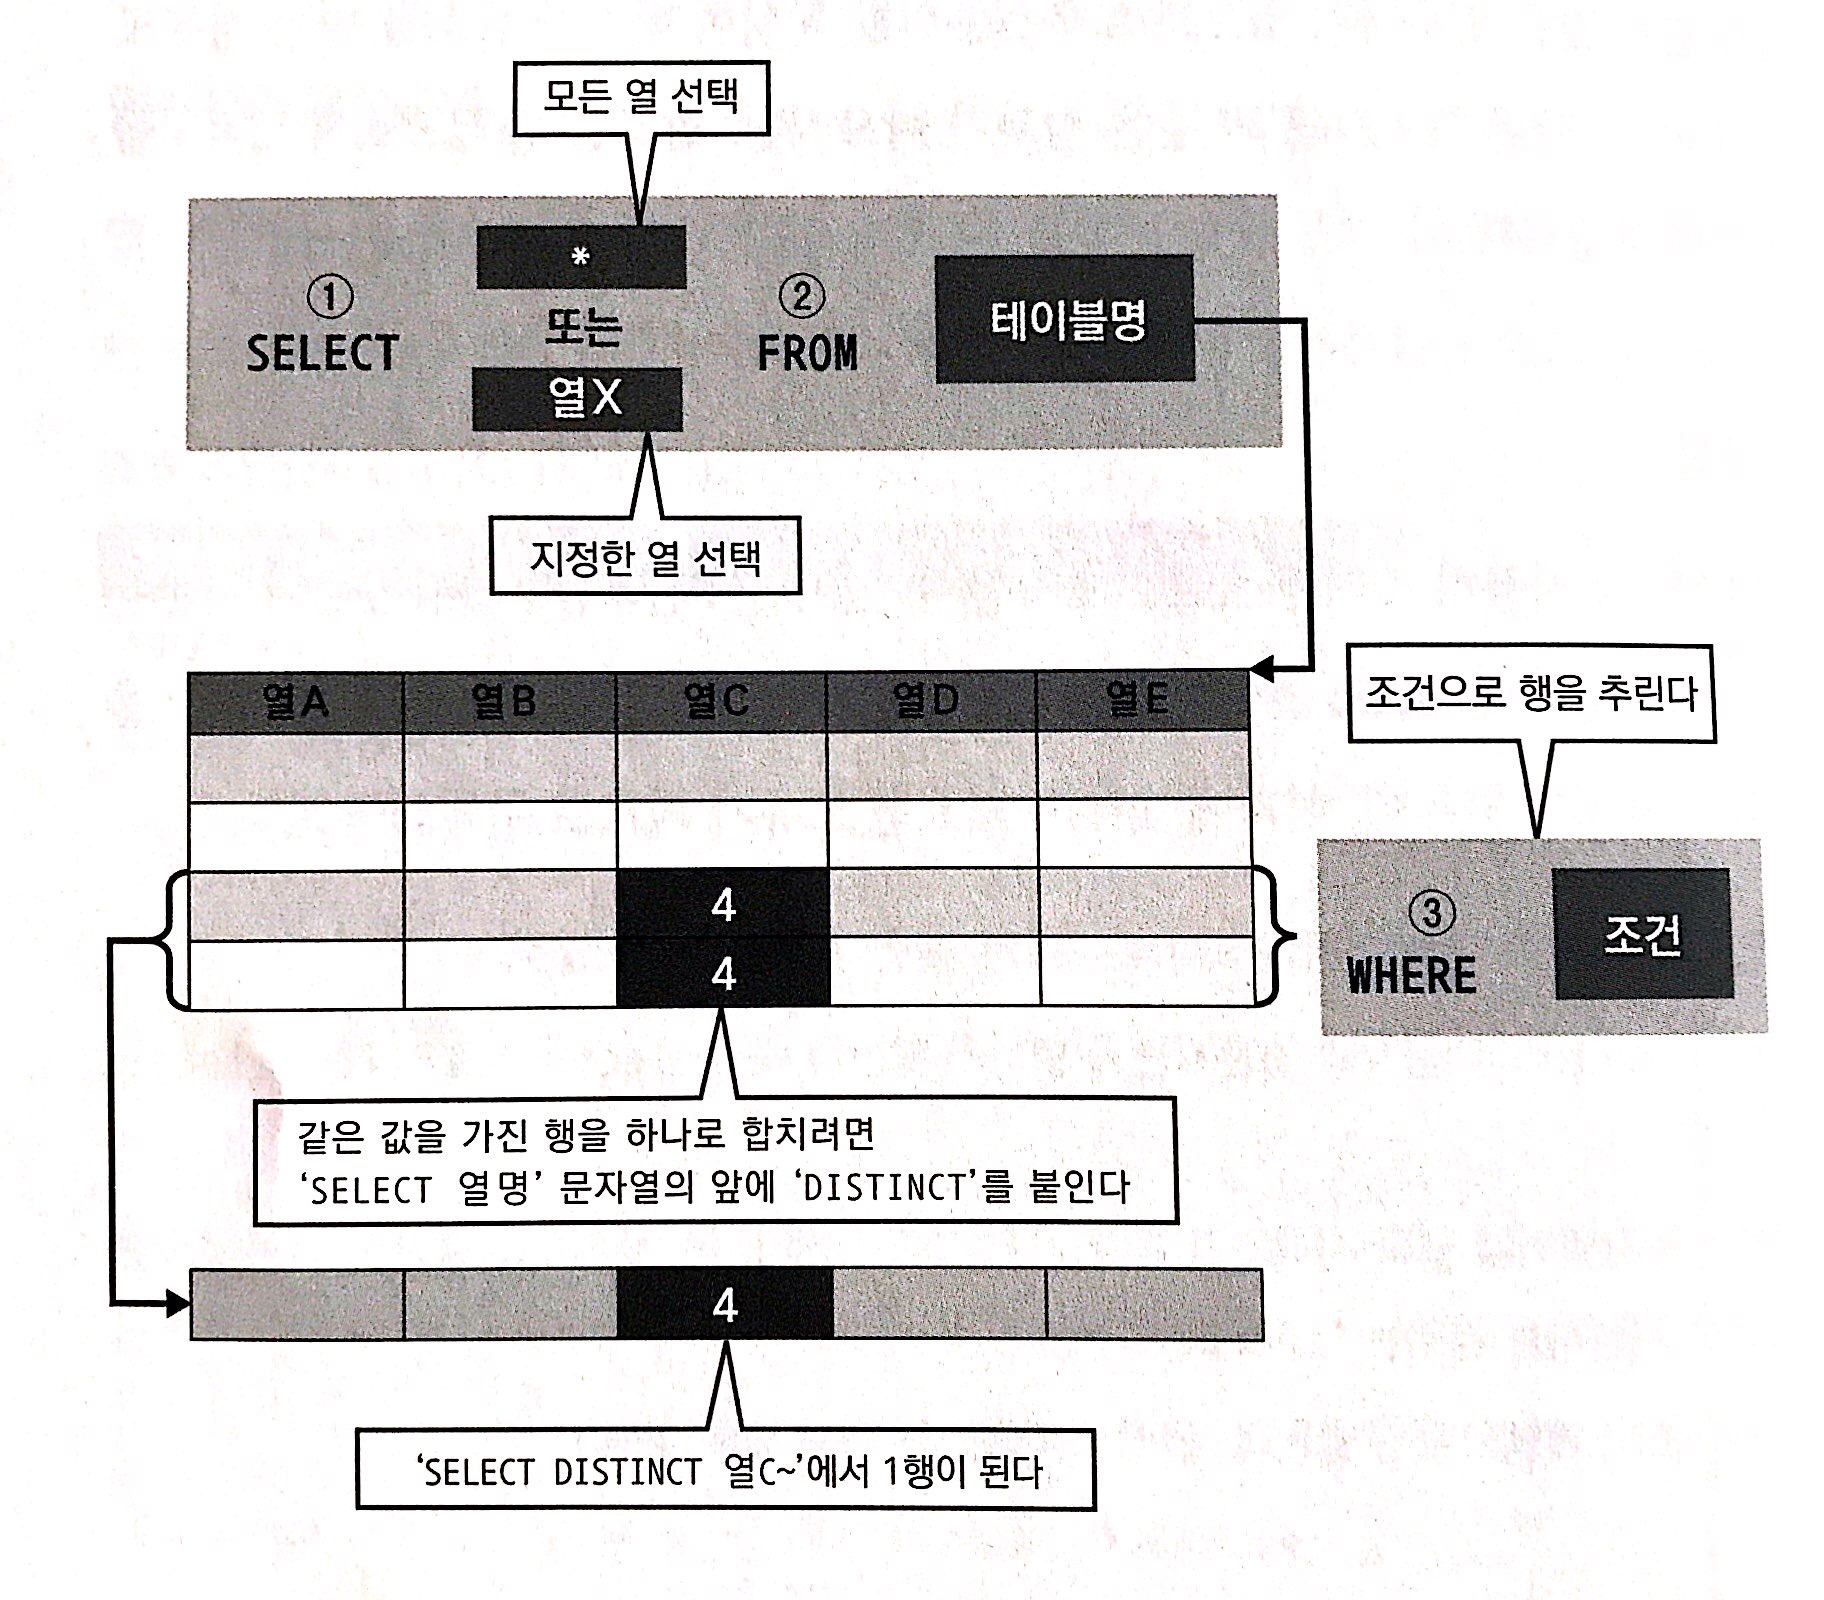 모든 열 선택
① SELECT
*
또는
열X
② FROM
테이블명
지정한 열 선택
열A 열B 열C 열D 열E
조건으로 행을 추린다
4
4
③ WHERE
조건
같은 값을 가진 행을 하나로 합치려면
‘SELECT 열명’ 문자열의 앞에 ‘DISTINCT’를 붙인다
4
‘SELECT DISTINCT 열C~’에서 1행이 된다